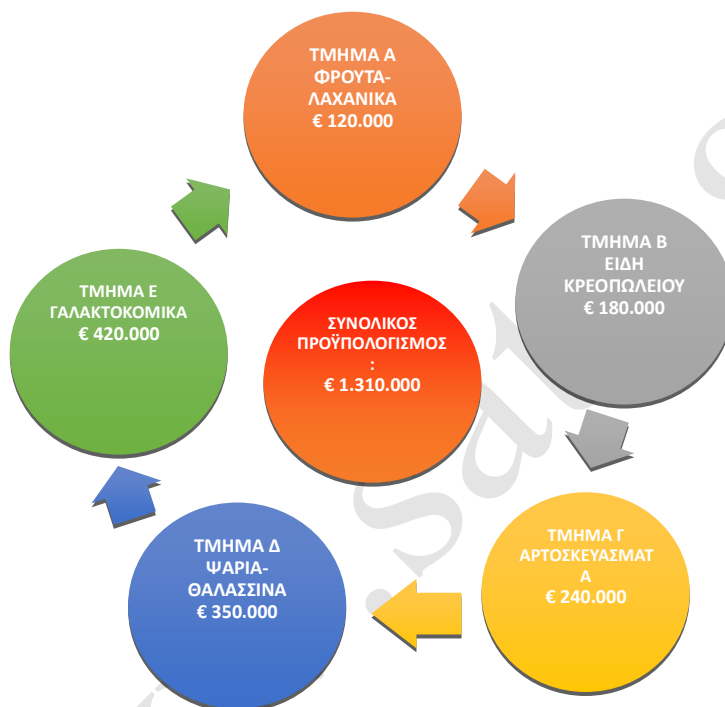 ΤΜΗΜΑ Α
ΦΡΟΥΤΑ-
ΛΑΧΑΝΙΚΑ
€ 120.000
ΤΜΗΜΑ Β
ΕΙΔΗ
ΚΡΕΟΠΩΛΕΙΟΥ
€ 180.000
ΤΜΗΜΑ Γ
ΑΡΤΟΣΚΕΥΑΣΜΑΤ
Α
€ 240.000
ΤΜΗΜΑ Δ
ΨΑΡΙΑ-
ΘΑΛΑΣΣΙΝΑ
€ 350.000
ΤΜΗΜΑ Ε
ΓΑΛΑΚΤΟΚΟΜΙΚΑ
€ 420.000
ΣΥΝΟΛΙΚΟΣ
ΠΡΟΫΠΟΛΟΓΙΣΜΟΣ
:
€ 1.310.000